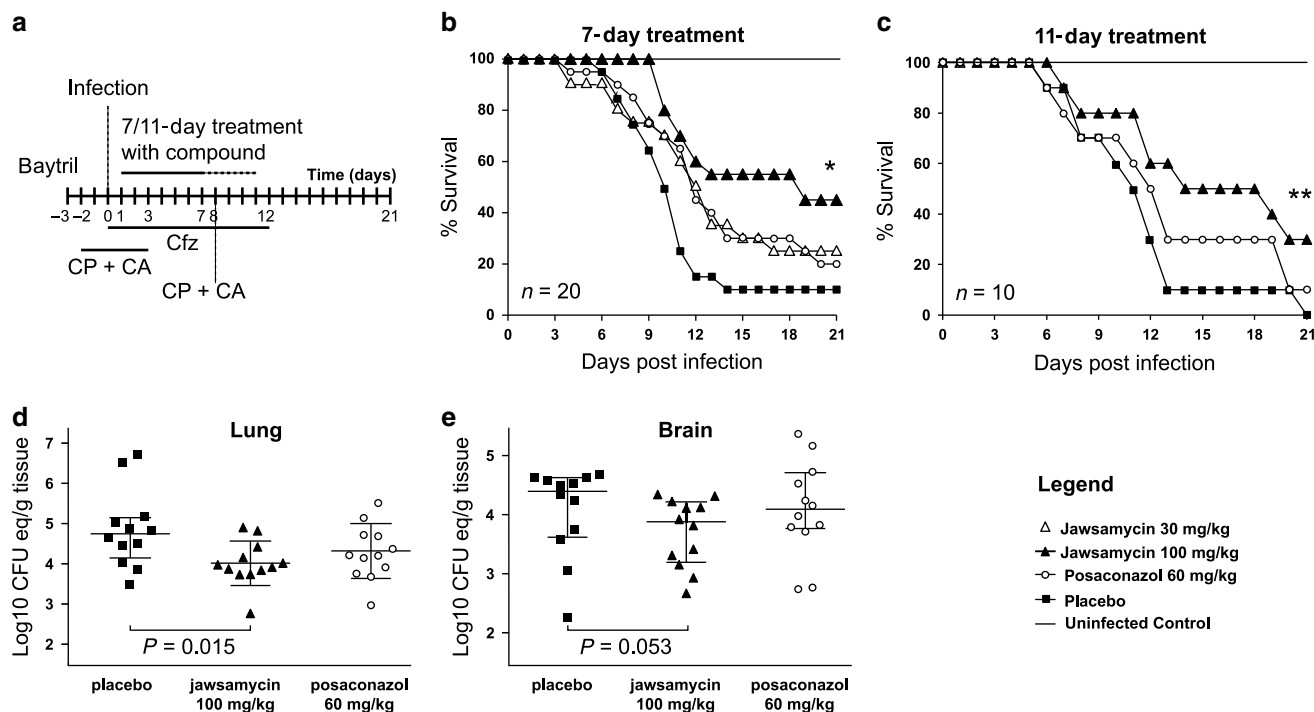 a
Infection
7/11-day treatment
with compound
Baytril
Time (days)
−3 −2 0 1 3 7 8 12 21
Cfz
CP + CA
CP + CA
b
7-day treatment
% Survival
100
80
60
40
20
0
*
n = 20
0 3 6 9 12 15 18 21
Days post infection
c
11-day treatment
% Survival
100
80
60
40
20
0
**
n = 10
0 3 6 9 12 15 18 21
Days post infection
d
Lung
Log10 CFU eq/g tissue
7
6
5
4
3
2
P = 0.015
placebo jawsamycin posaconazol
100 mg/kg 60 mg/kg
e
Brain
Log10 CFU eq/g tissue
5
4
3
2
P = 0.053
placebo jawsamycin posaconazol
100 mg/kg 60 mg/kg
Legend
Jawsamycin 30 mg/kg
Jawsamycin 100 mg/kg
Posaconazol 60 mg/kg
Placebo
Uninfected Control